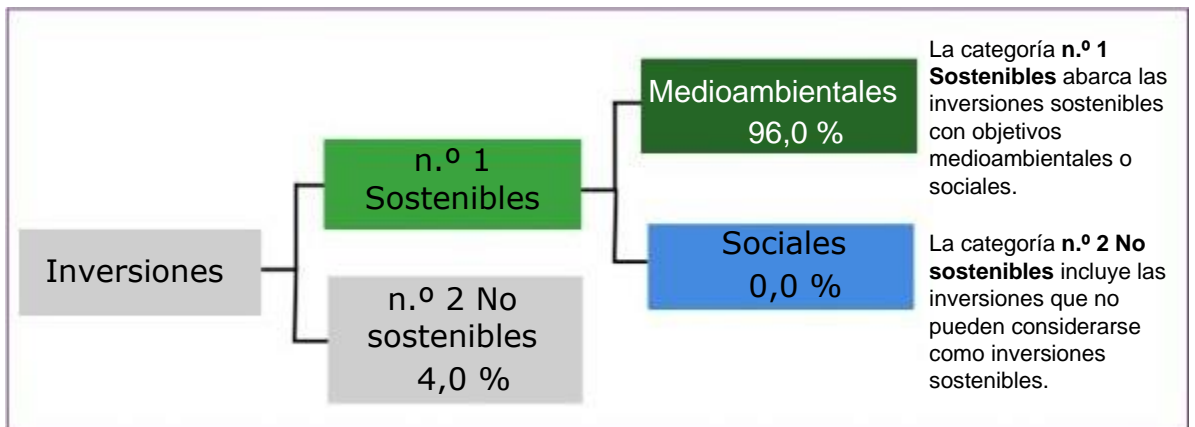 Inversiones
n.º 1
Sostenibles
n.º 2 No
sostenibles
4,0 %
Medioambientales
96,0 %
Sociales
0,0 %
La categoría n.º 1
Sostenibles abarca las
inversiones sostenibles
con objetivos
medioambientales o
sociales.
La categoría n.º 2 No
sostenibles incluye las
inversiones que no
pueden considerarse
como inversiones
sostenibles.